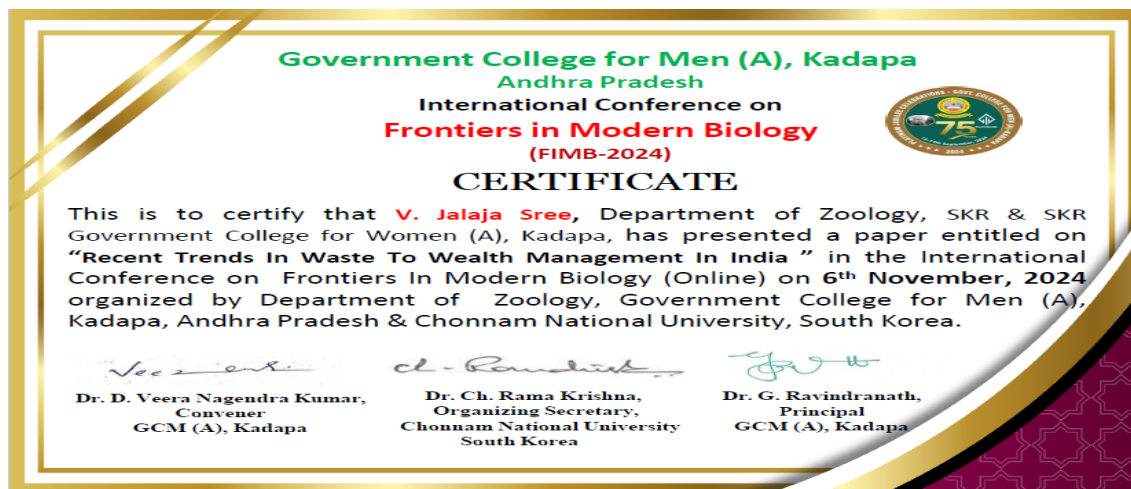 Government College for Men (A), Kadapa
Andhra Pradesh
International Conference on
Frontiers in Modern Biology
(FIMB-2024)
75
2024
CERTIFICATE
This is to certify that V. Jalaja Sree, Department of Zoology, SKR & SKR
Government College for Women (A), Kadapa, has presented a paper entitled on
“Recent Trends In Waste To Wealth Management In India ” in the International
Conference on Frontiers In Modern Biology (Online) on 6th November, 2024
organized by Department of Zoology, Government College for Men (A),
Kadapa, Andhra Pradesh & Chonnam National University, South Korea.
Dr. D. Veera Nagendra Kumar,
Convener
GCM (A), Kadapa
Dr. Ch. Rama Krishna,
Organizing Secretary,
Chonnam National University
South Korea
Dr. G. Ravindranath,
Principal
GCM (A), Kadapa